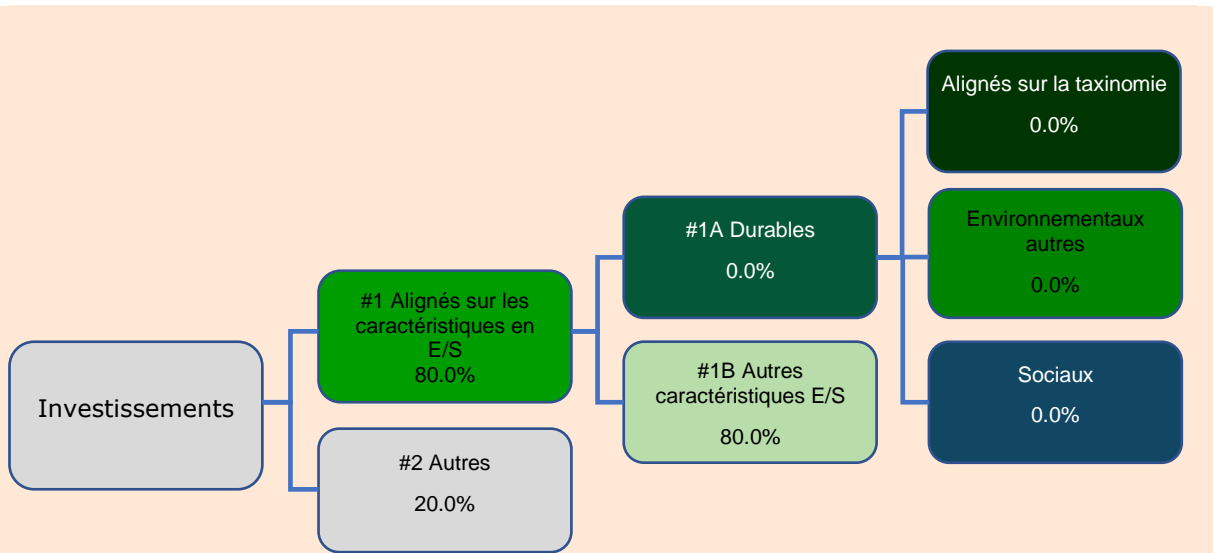 Investissements
#1 Alignés sur les
caractéristiques en
E/S
80.0%
#2 Autres
20.0%
#1A Durables
0.0%
#1B Autres
caractéristiques E/S
80.0%
Alignés sur la taxinomie
0.0%
Environnementaux
autres
0.0%
Sociaux
0.0%